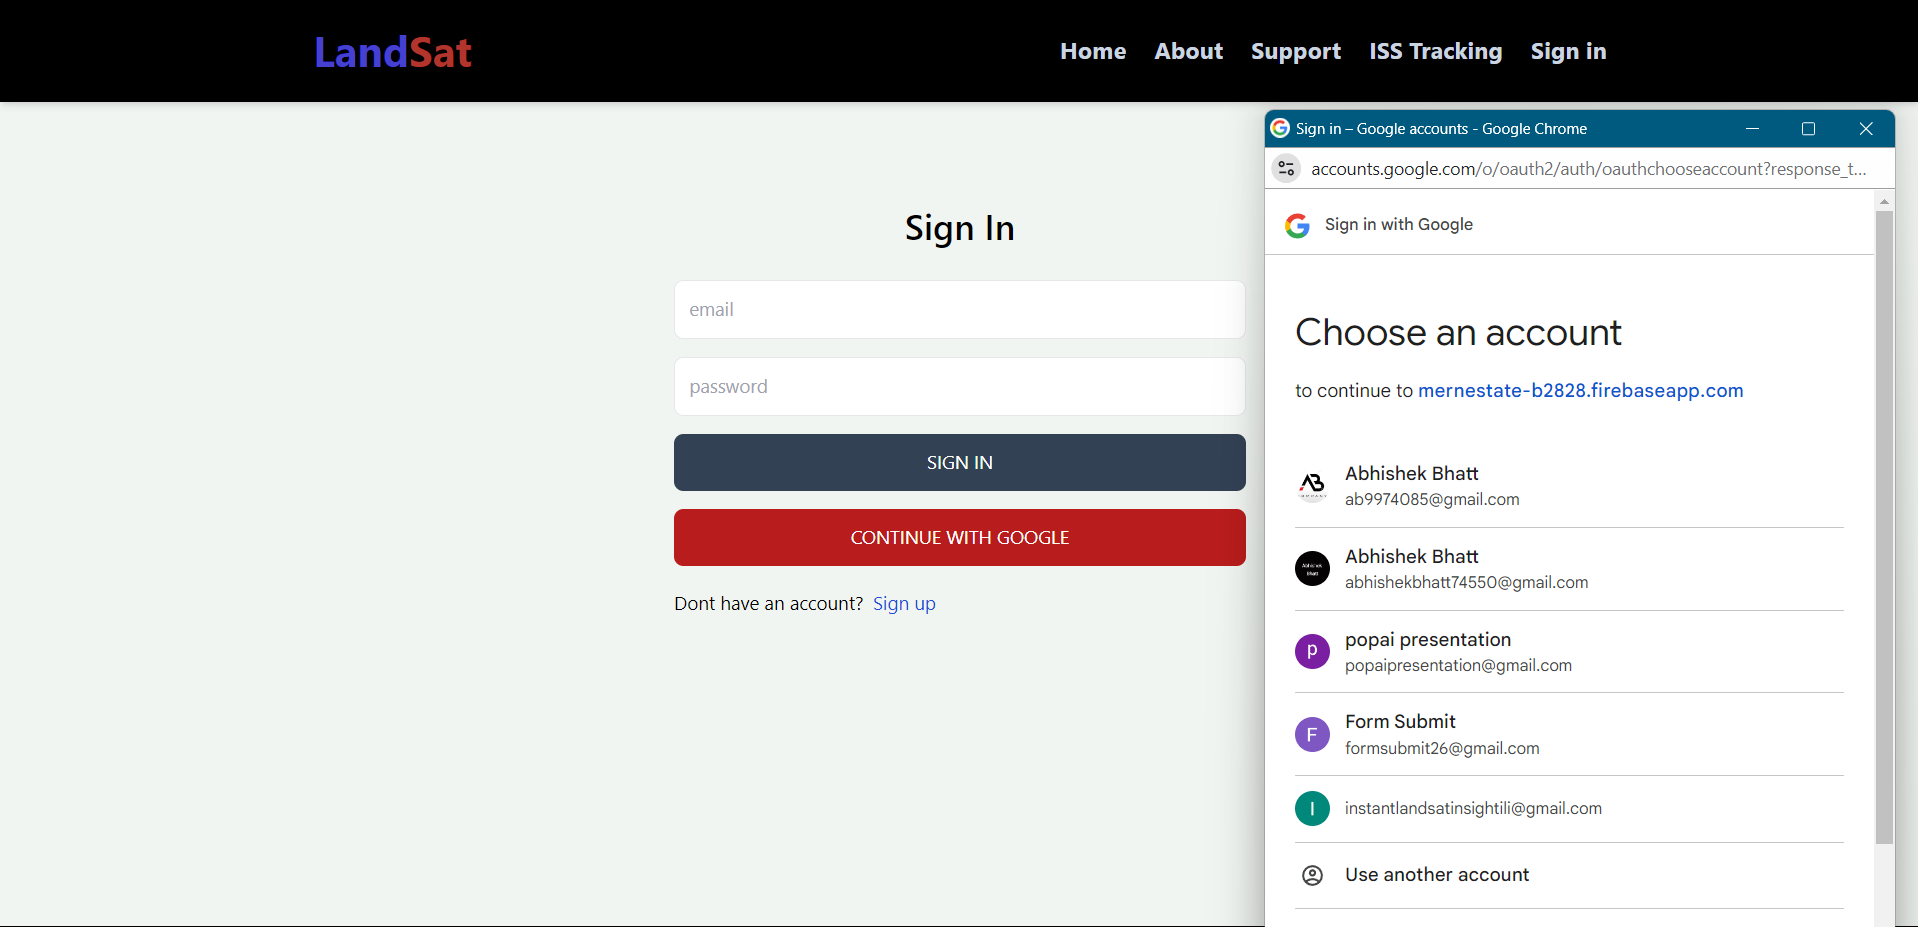 LandSat
Home About Support ISS Tracking Sign in
Sign In
email
password
SIGN IN
CONTINUE WITH GOOGLE
Dont have an account? Sign up
Sign in – Google accounts - Google Chrome
accounts.google.com/o/oauth2/auth/oauthchooseaccount?response_t...
Sign in with Google
Choose an account
to continue to mernestate-b2828.firebaseapp.com
AB
Abhishek Bhatt
ab9974085@gmail.com
Abhishek
Bhatt
Abhishek Bhatt
abhishekbhatt74550@gmail.com
p
popai presentation
popaipresentation@gmail.com
F
Form Submit
formsubmit26@gmail.com
I
instantlandsatinsightili@gmail.com
Use another account